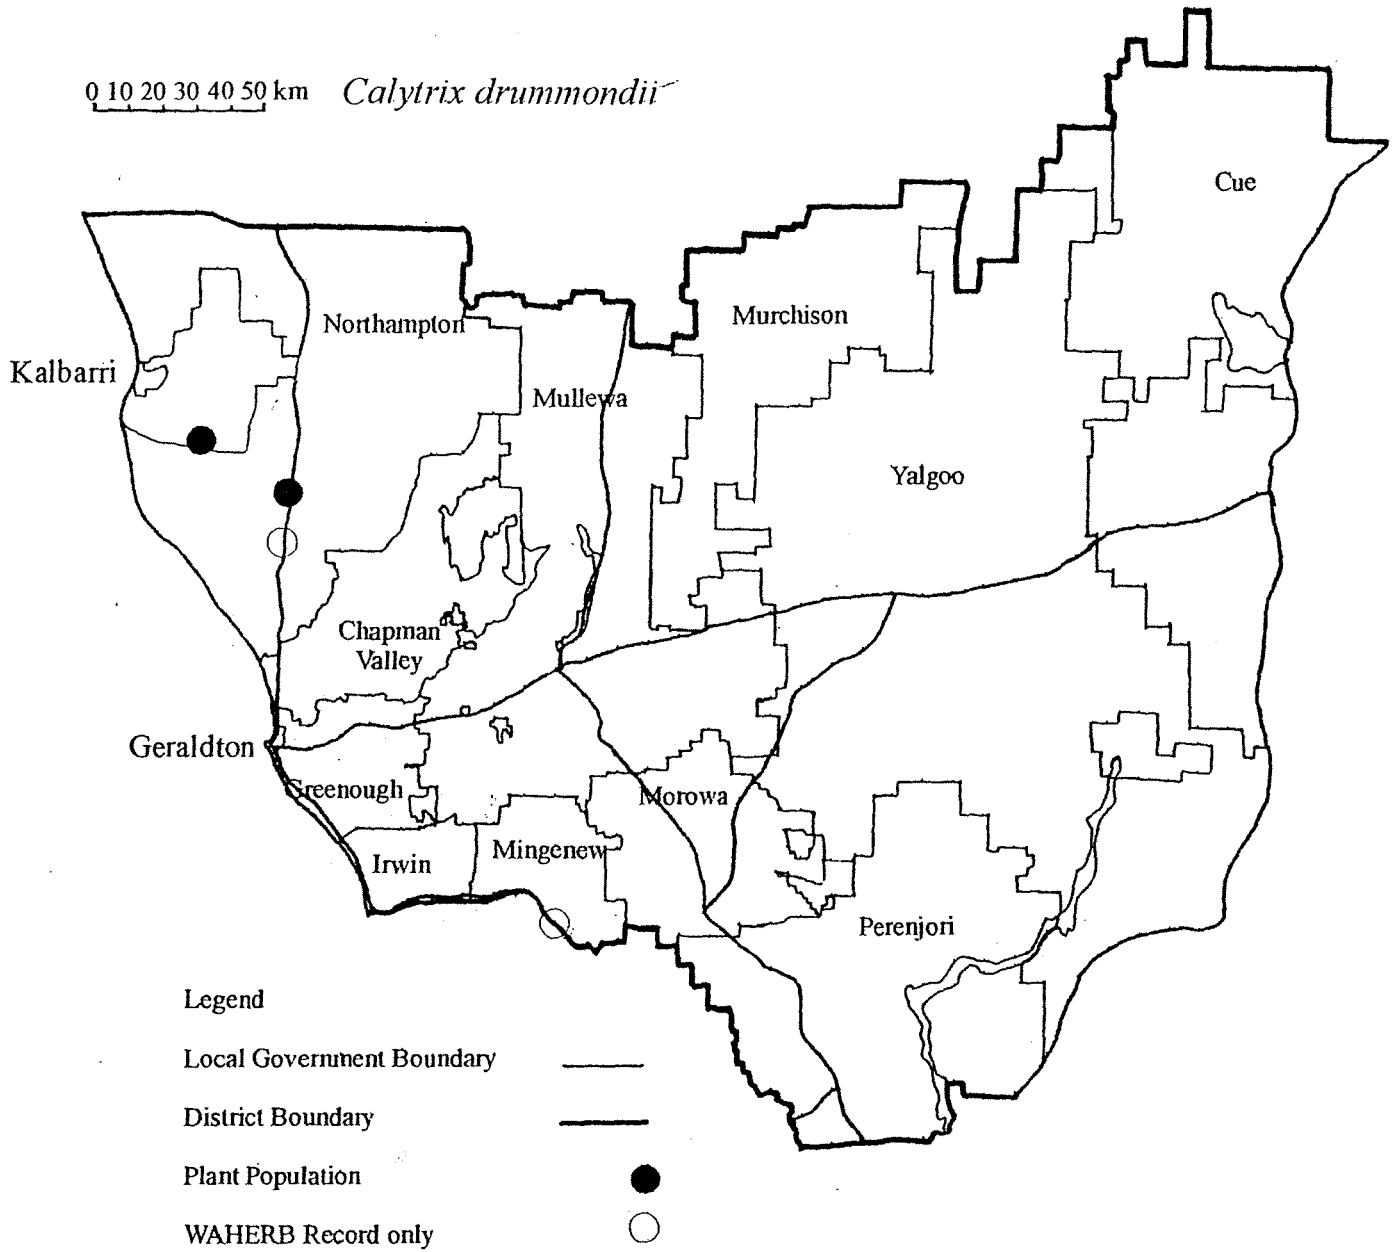 0 10 20 30 40 50 km
Calytrix drummondii
Cue
Northampton
Murchison
Kalbarri
Mullewa
Yalgoo
Chapman
Valley
Geraldton
Greenough
Morowa
Irwin
Mingenew
Perenjori
Legend
Local Government Boundary
District Boundary
Plant Population
WAHERB Record only